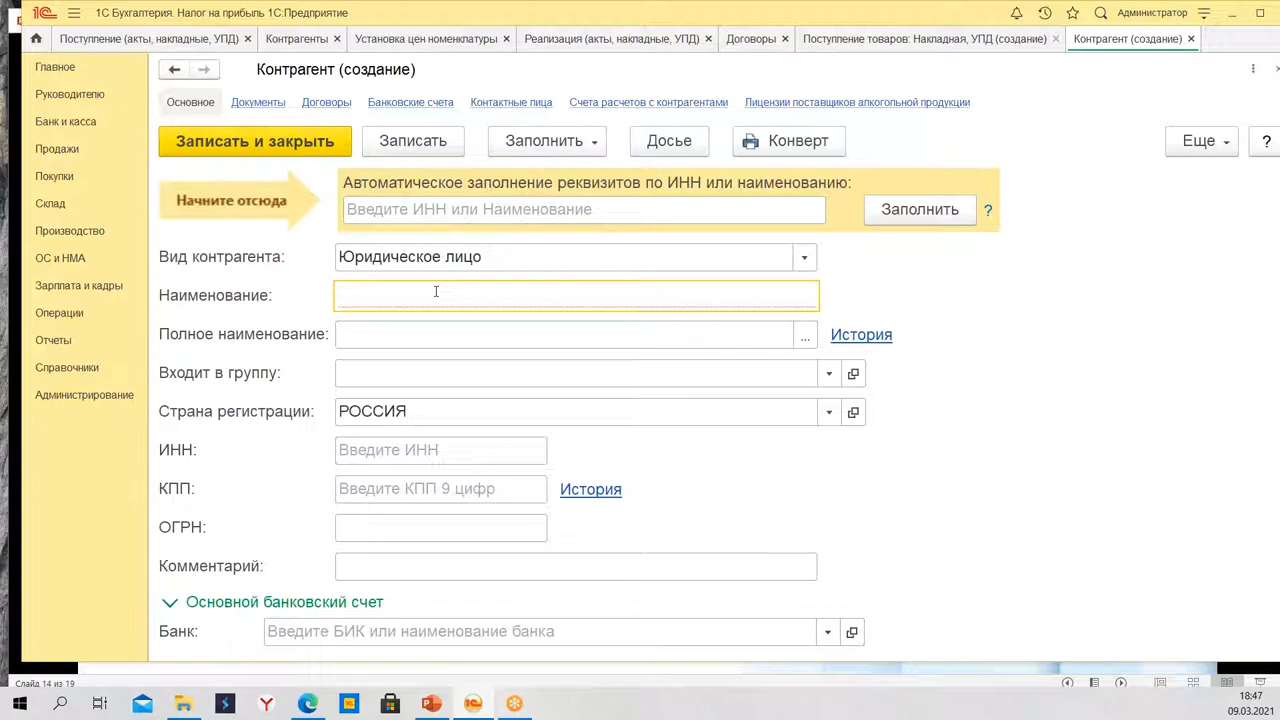 1С Бухгалтерия. Налог на прибыль 1С:Предприятие
Администратор
Поступление (акты, накладные, УПД)
Контрагенты
Установка цен номенклатуры
Реализация (акты, накладные, УПД)
Договоры
Поступление товаров: Накладная, УПД (создание)
Контрагент (создание)
Главное
Руководителю
Банк и касса
Продажи
Покупки
Склад
Производство
ОС и НМА
Зарплата и кадры
Операции
Отчеты
Справочники
Администрирование
Контрагент (создание)
Основное Документы Договоры Банковские счета Контактные лица Счета расчетов с контрагентами Лицензии поставщиков алкогольной продукции
Записать и закрыть Записать Заполнить Досье Конверт Еще ?
Начните отсюда
Автоматическое заполнение реквизитов по ИНН или наименованию:
Введите ИНН или Наименование Заполнить ?
Вид контрагента: Юридическое лицо
Наименование:
Полное наименование: ... История
Входит в группу:
Страна регистрации: РОССИЯ
ИНН: Введите ИНН
КПП: Введите КПП 9 цифр История
ОГРН:
Комментарий:
Основной банковский счет
Банк: Введите БИК или наименование банка
Слайд 14 из 19
18:47
09.03.2021